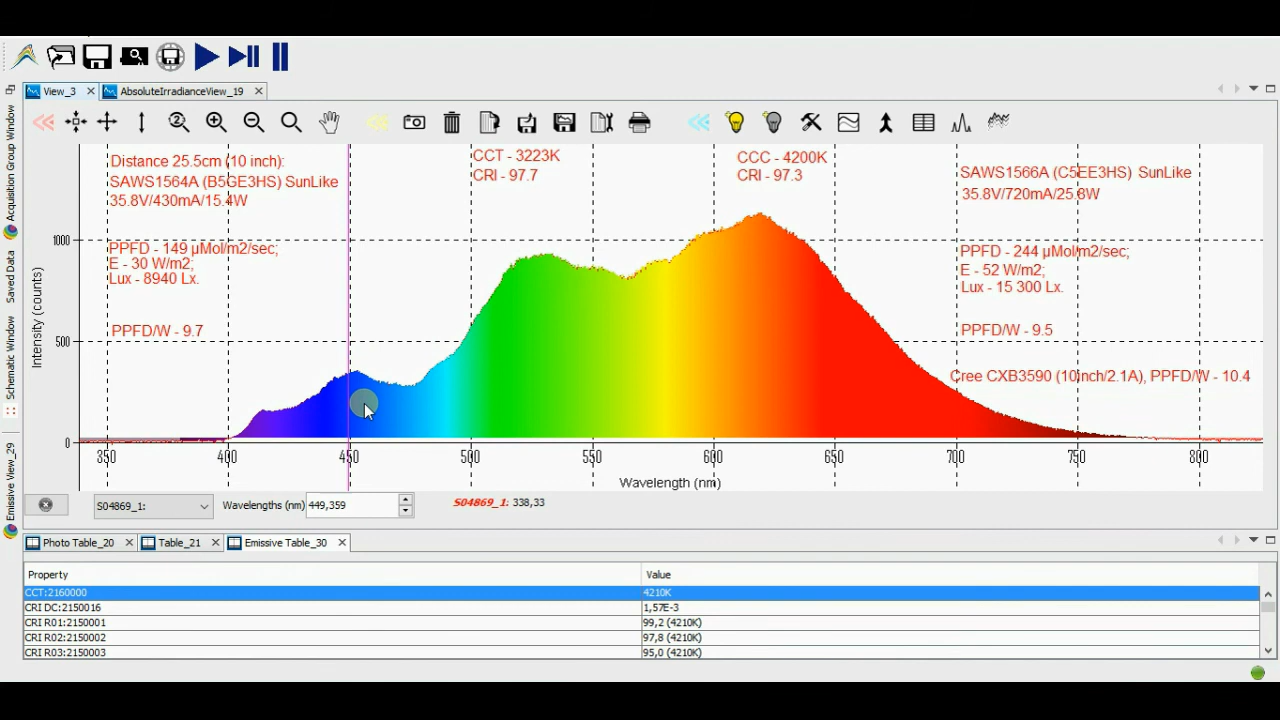 View_3
AbsoluteIrradianceView_19
Acquisition Group Window
Saved Data
Schematic Window
Emissive View_29
Distance 25.5cm (10 inch):
SAWS1564A (B5GE3HS) SunLike
35.8V/430mA/15.4W
PPFD - 149 µMol/m2/sec;
E - 30 W/m2;
Lux - 8940 Lx.
PPFD/W - 9.7
CCT - 3223K
CRI - 97.7
CCC - 4200K
CRI - 97.3
SAWS1566A (C5EE3HS) SunLike
35.8V/720mA/25.8W
PPFD - 244 µMol/m2/sec;
E - 52 W/m2;
Lux - 15 300 Lx.
PPFD/W - 9.5
Cree CXB3590 (10inch/2.1A), PPFD/W - 10.4
Intensity (counts)
1000
500
0
350 400 450 500 550 600 650 700 750 800
Wavelength (nm)
S04869_1:
Wavelengths (nm)
449,359
S04869_1: 338,33
Photo Table_20
Table_21
Emissive Table_30
Property Value
CCT:2160000 4210K
CRI DC:2150016 1,57E-3
CRI R01:2150001 99,2 (4210K)
CRI R02:2150002 97,8 (4210K)
CRI R03:2150003 95,0 (4210K)